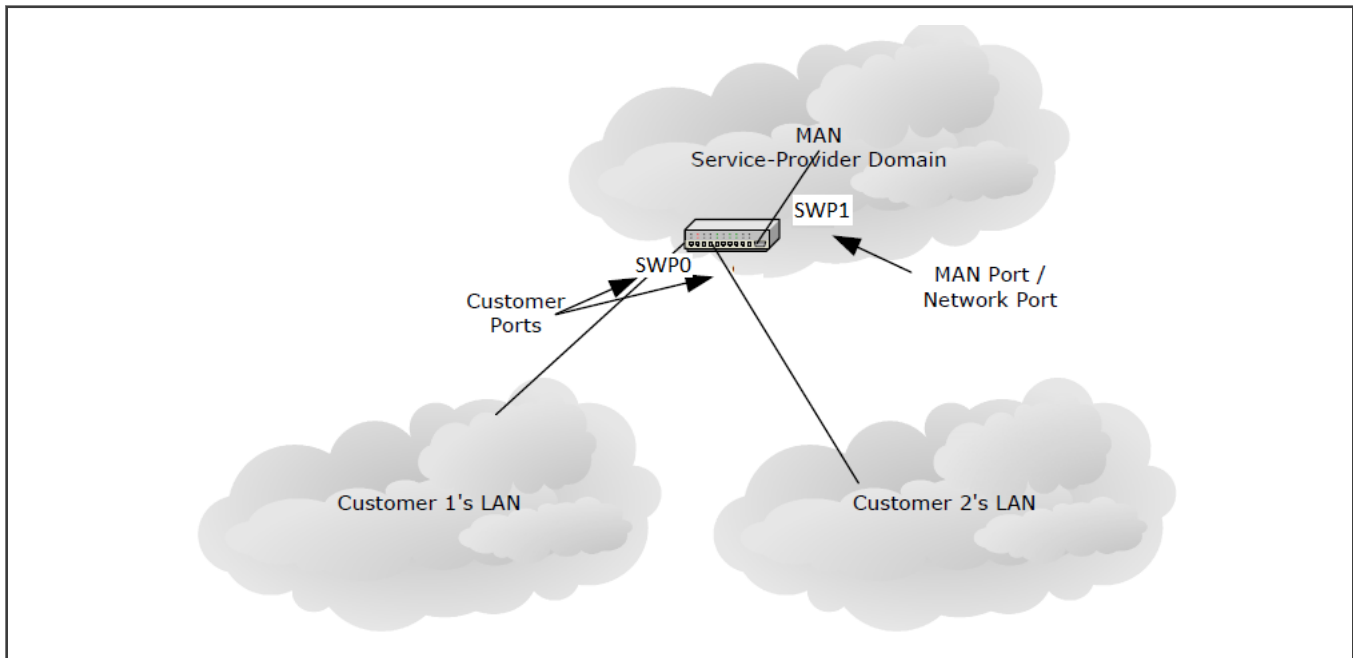 MAN
Service-Provider Domain
SWP1
SWP0
MAN Port /
Network Port
Customer
Ports
Customer 1's LAN
Customer 2's LAN